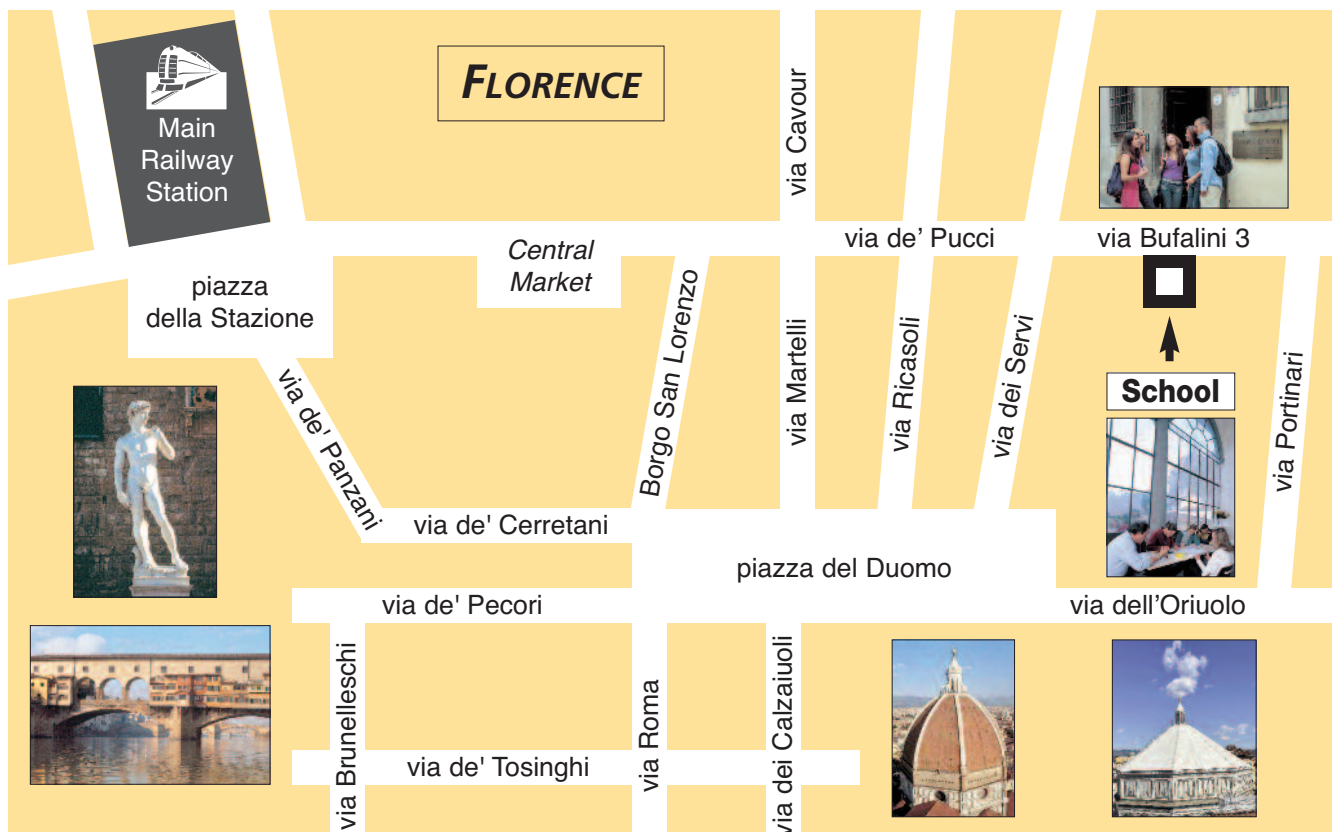 FLORENCE
Main
Railway
Station
via Cavour
via de' Pucci
via Bufalini 3
Central
Market
piazza
della Stazione
Borgo San Lorenzo
via Martelli
via Ricasoli
via dei Servi
via Portinari
School
via de' Panzani
via de' Cerretani
piazza del Duomo
via de' Pecori
via dell'Oriuolo
via Brunelleschi
via Roma
via dei Calzaiuoli
via de' Tosinghi